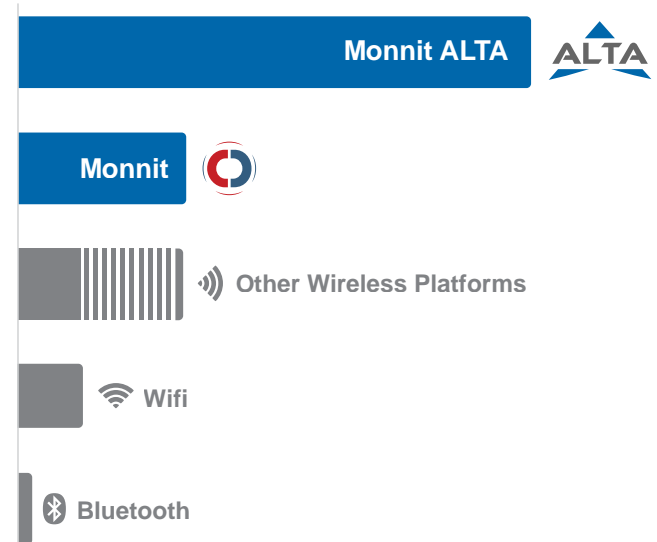 Monnit ALTA
ALTA
Monnit
Other Wireless Platforms
Wifi
Bluetooth